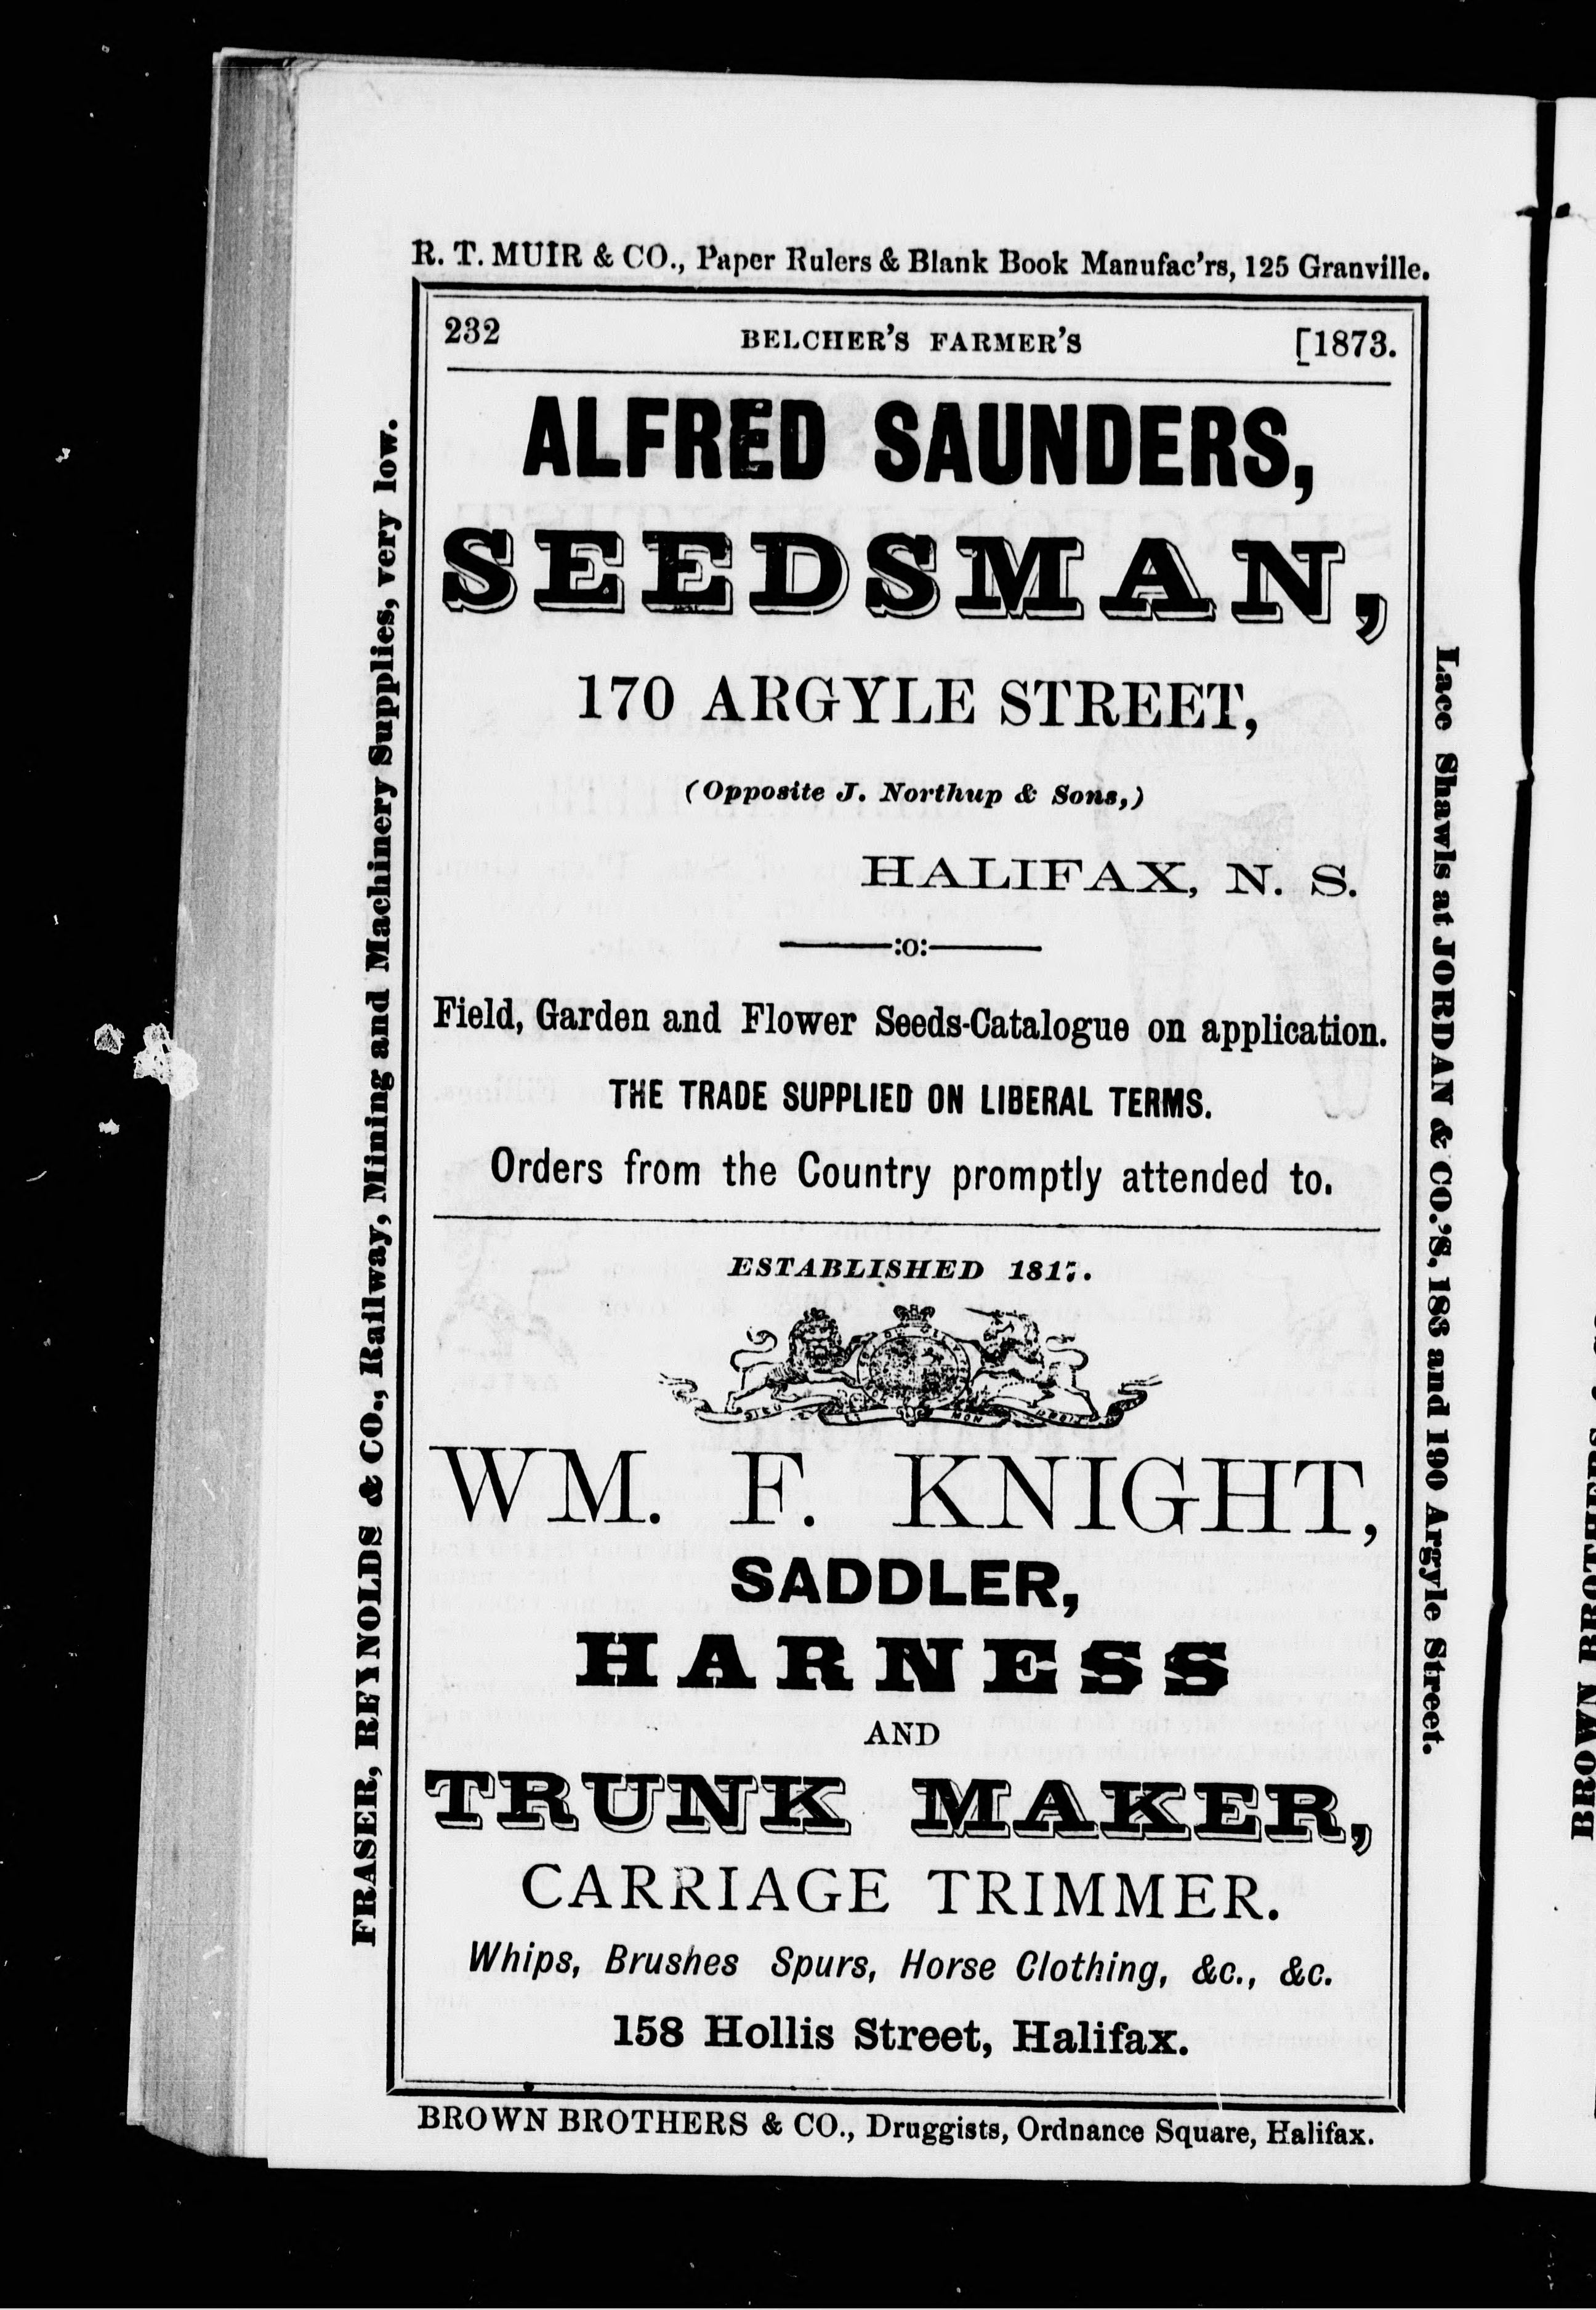 R. T. MUIR & CO., Paper Rulers & Blank Book Manufac'rs, 125 Granville.
232 BELCHER'S FARMER'S [1873.
ALFRED SAUNDERS,
SEEDSMAN,
170 ARGYLE STREET,
(Opposite J. Northup & Sons,)
HALIFAX, N. S.
:o:
Field, Garden and Flower Seeds-Catalogue on application.
THE TRADE SUPPLIED ON LIBERAL TERMS.
Orders from the Country promptly attended to.
ESTABLISHED 1817.
WM. F. KNIGHT,
SADDLER,
HARNESS
AND
TRUNK MAKER,
CARRIAGE TRIMMER.
Whips, Brushes Spurs, Horse Clothing, &c., &c.
158 Hollis Street, Halifax.
BROWN BROTHERS & CO., Druggists, Ordnance Square, Halifax.
FRASER, REYNOLDS & CO., Railway, Mining and Machinery Supplies, very low.
Lace Shawls at JORDAN & CO.'S, 183 and 190 Argyle Street.
BROWN BROTHERS